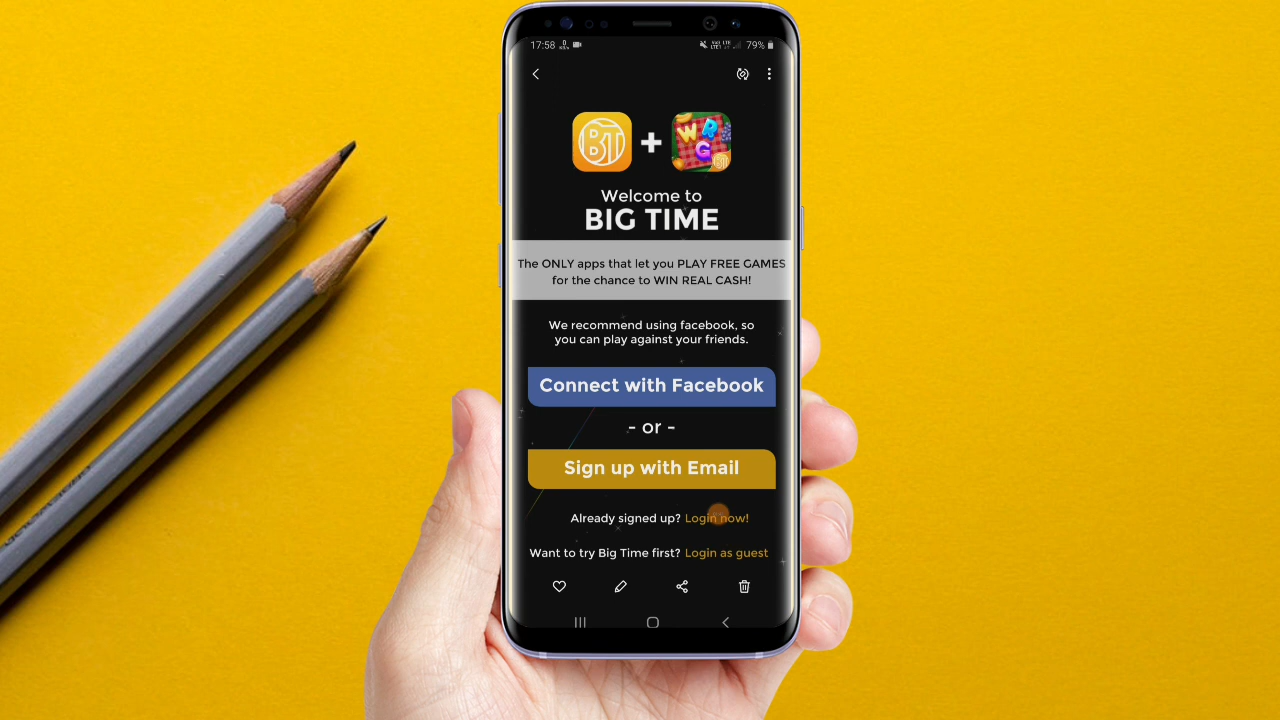 17:58
79%
BT
+
W R
G
BT
Welcome to
BIG TIME
The ONLY apps that let you PLAY FREE GAMES
for the chance to WIN REAL CASH!
We recommend using facebook, so
you can play against your friends.
Connect with Facebook
- or -
Sign up with Email
Already signed up? Login now!
Want to try Big Time first? Login as guest